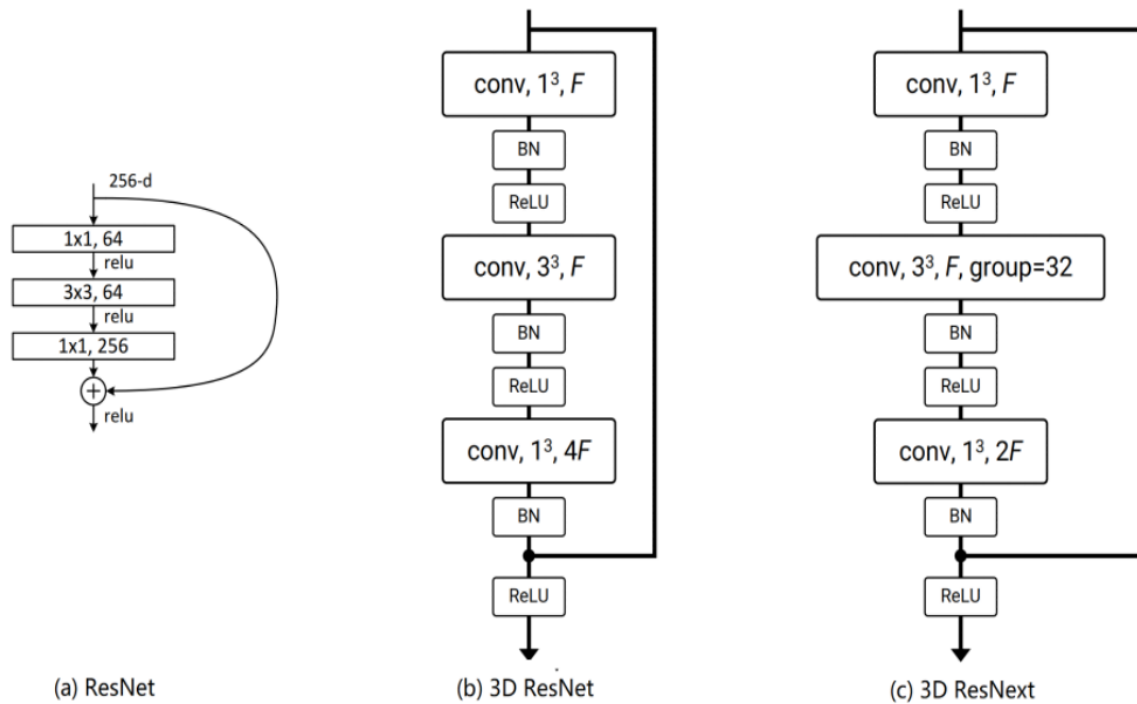 256-d
1x1, 64
relu
3x3, 64
relu
1x1, 256
+
relu
(a) ResNet
conv, 1³, F
BN
ReLU
conv, 3³, F
BN
ReLU
conv, 1³, 4F
BN
ReLU
(b) 3D ResNet
conv, 1³, F
BN
ReLU
conv, 3³, F, group=32
BN
ReLU
conv, 1³, 2F
BN
ReLU
(c) 3D ResNext